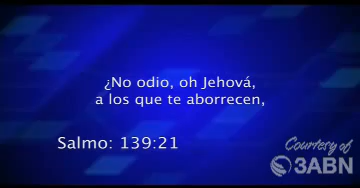 ¿No odio, oh Jehová,
a los que te aborrecen,
Salmo: 139:21
Courtesy of
3ABN